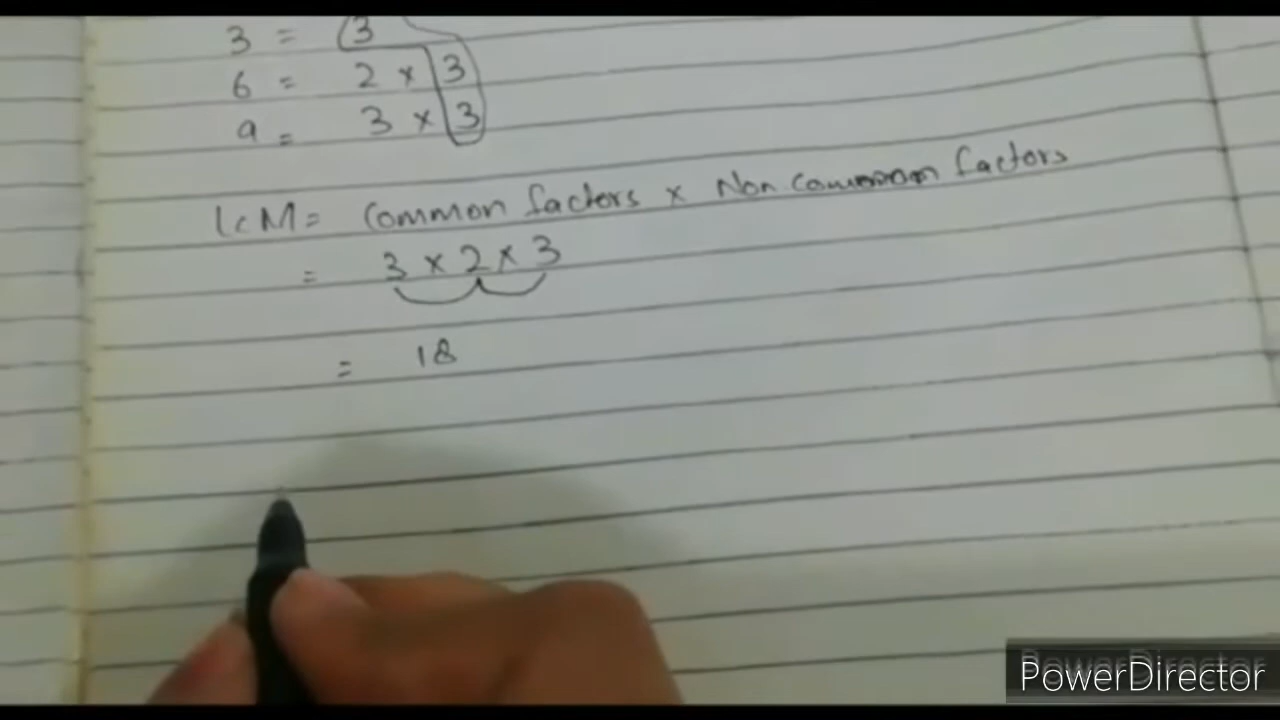 3 = 3
6 = 2 × 3
9 = 3 × 3
LCM = Common factors × Non common factors
= 3 × 2 × 3
= 18
PowerDirector